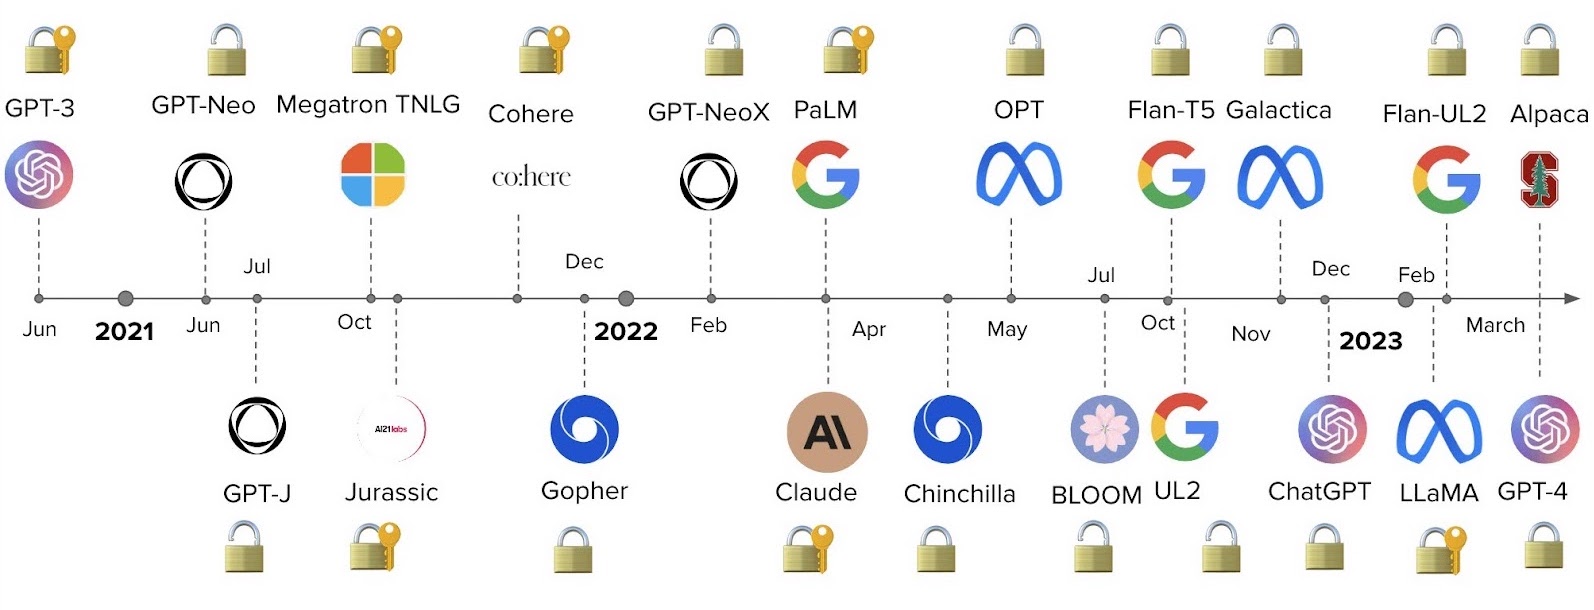 GPT-3
GPT-Neo
Megatron TNLG
Cohere
GPT-NeoX
PaLM
OPT
Flan-T5
Galactica
Flan-UL2
Alpaca
co:here
Jul
Dec
Jul
Dec
Feb
Jun
2021
Jun
Oct
2022
Feb
Apr
May
Oct
Nov
2023
March
AI21labs
AI
GPT-J
Jurassic
Gopher
Claude
Chinchilla
BLOOM
UL2
ChatGPT
LLaMA
GPT-4